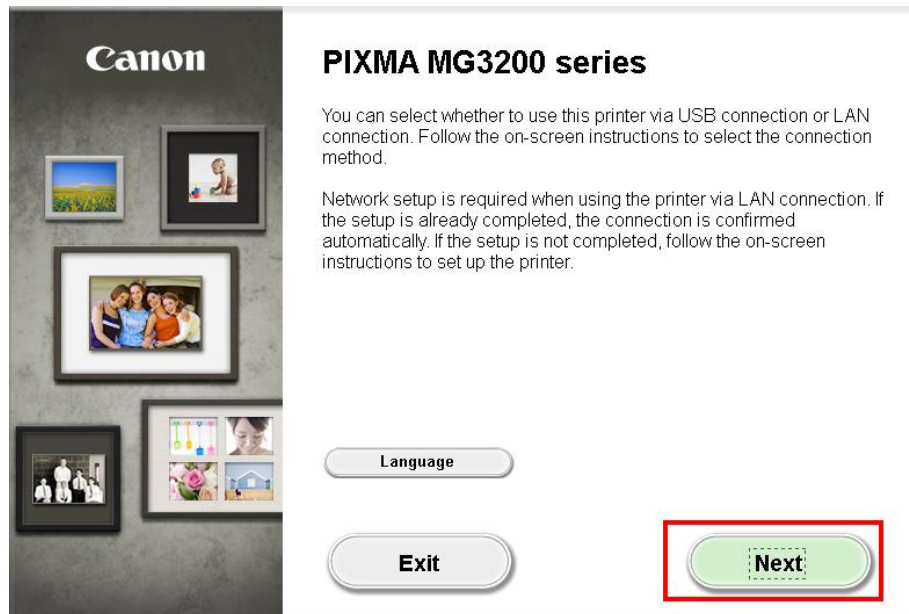 Canon
PIXMA MG3200 series
You can select whether to use this printer via USB connection or LAN
connection. Follow the on-screen instructions to select the connection
method.
Network setup is required when using the printer via LAN connection. If
the setup is already completed, the connection is confirmed
automatically. If the setup is not completed, follow the on-screen
instructions to set up the printer.
Language
Exit
Next